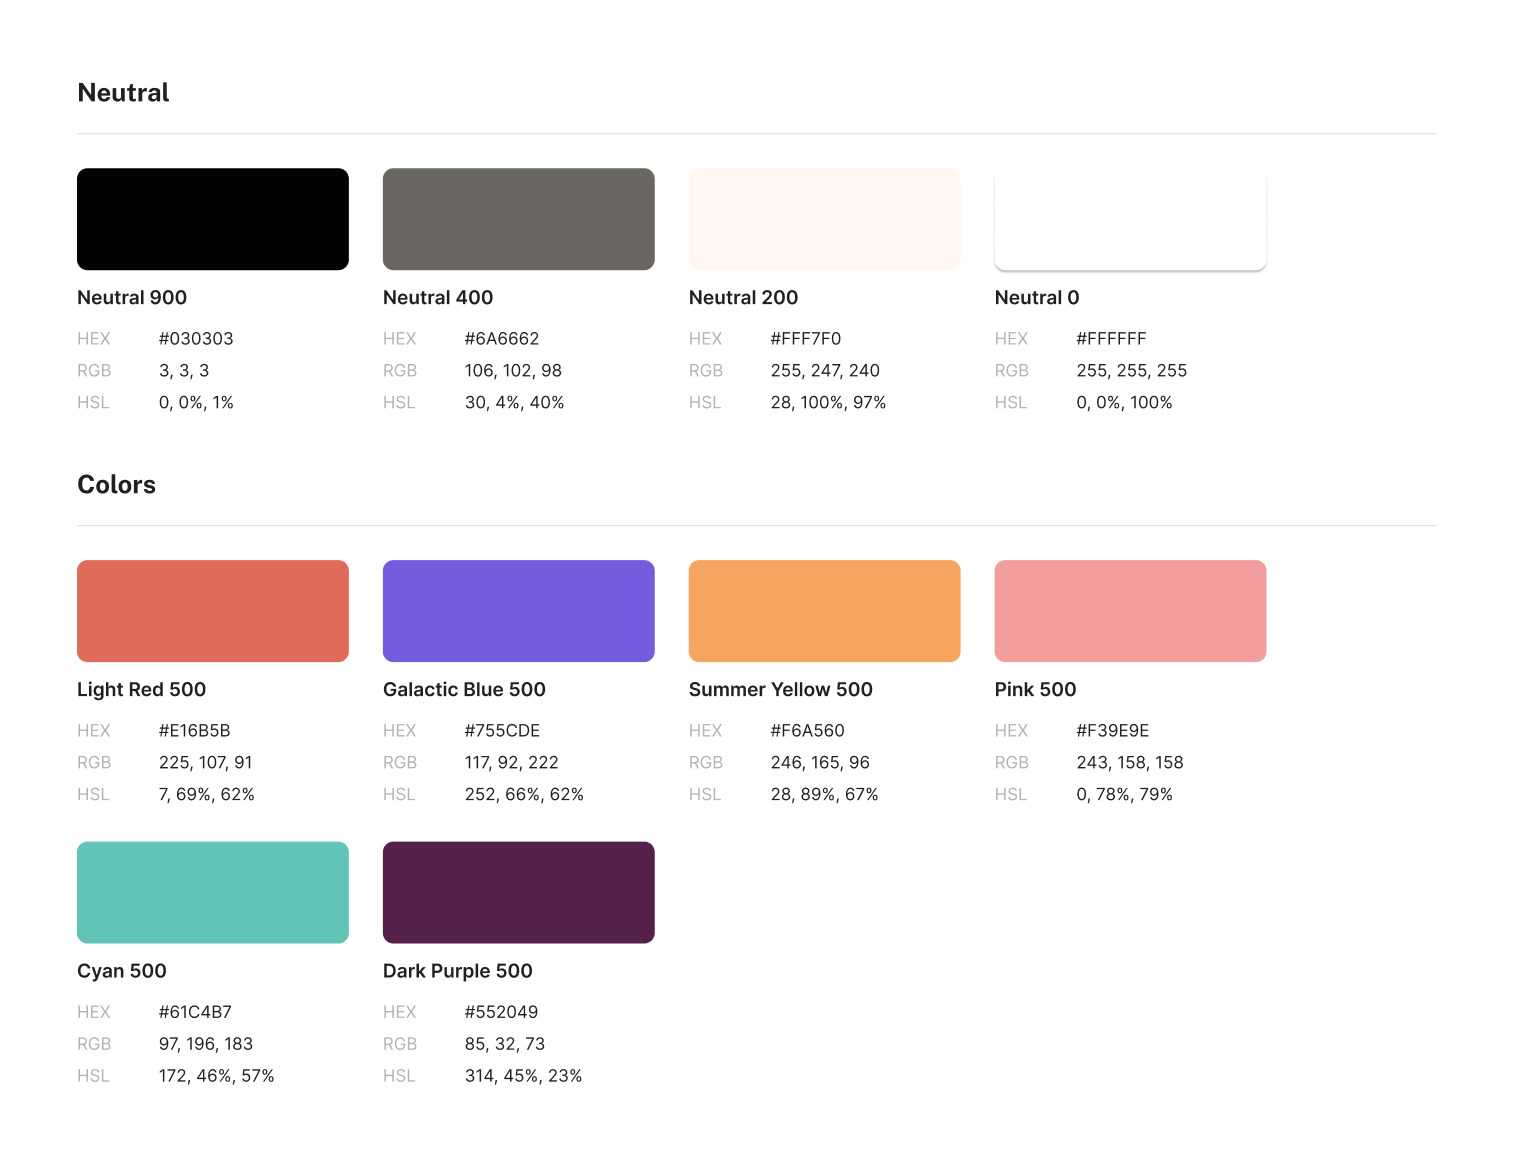 Neutral
Neutral 900
HEX #030303
RGB 3, 3, 3
HSL 0, 0%, 1%
Neutral 400
HEX #6A6662
RGB 106, 102, 98
HSL 30, 4%, 40%
Neutral 200
HEX #FFF7F0
RGB 255, 247, 240
HSL 28, 100%, 97%
Neutral 0
HEX #FFFFFF
RGB 255, 255, 255
HSL 0, 0%, 100%
Colors
Light Red 500
HEX #E16B5B
RGB 225, 107, 91
HSL 7, 69%, 62%
Galactic Blue 500
HEX #755CDE
RGB 117, 92, 222
HSL 252, 66%, 62%
Summer Yellow 500
HEX #F6A560
RGB 246, 165, 96
HSL 28, 89%, 67%
Pink 500
HEX #F39E9E
RGB 243, 158, 158
HSL 0, 78%, 79%
Cyan 500
HEX #61C4B7
RGB 97, 196, 183
HSL 172, 46%, 57%
Dark Purple 500
HEX #552049
RGB 85, 32, 73
HSL 314, 45%, 23%